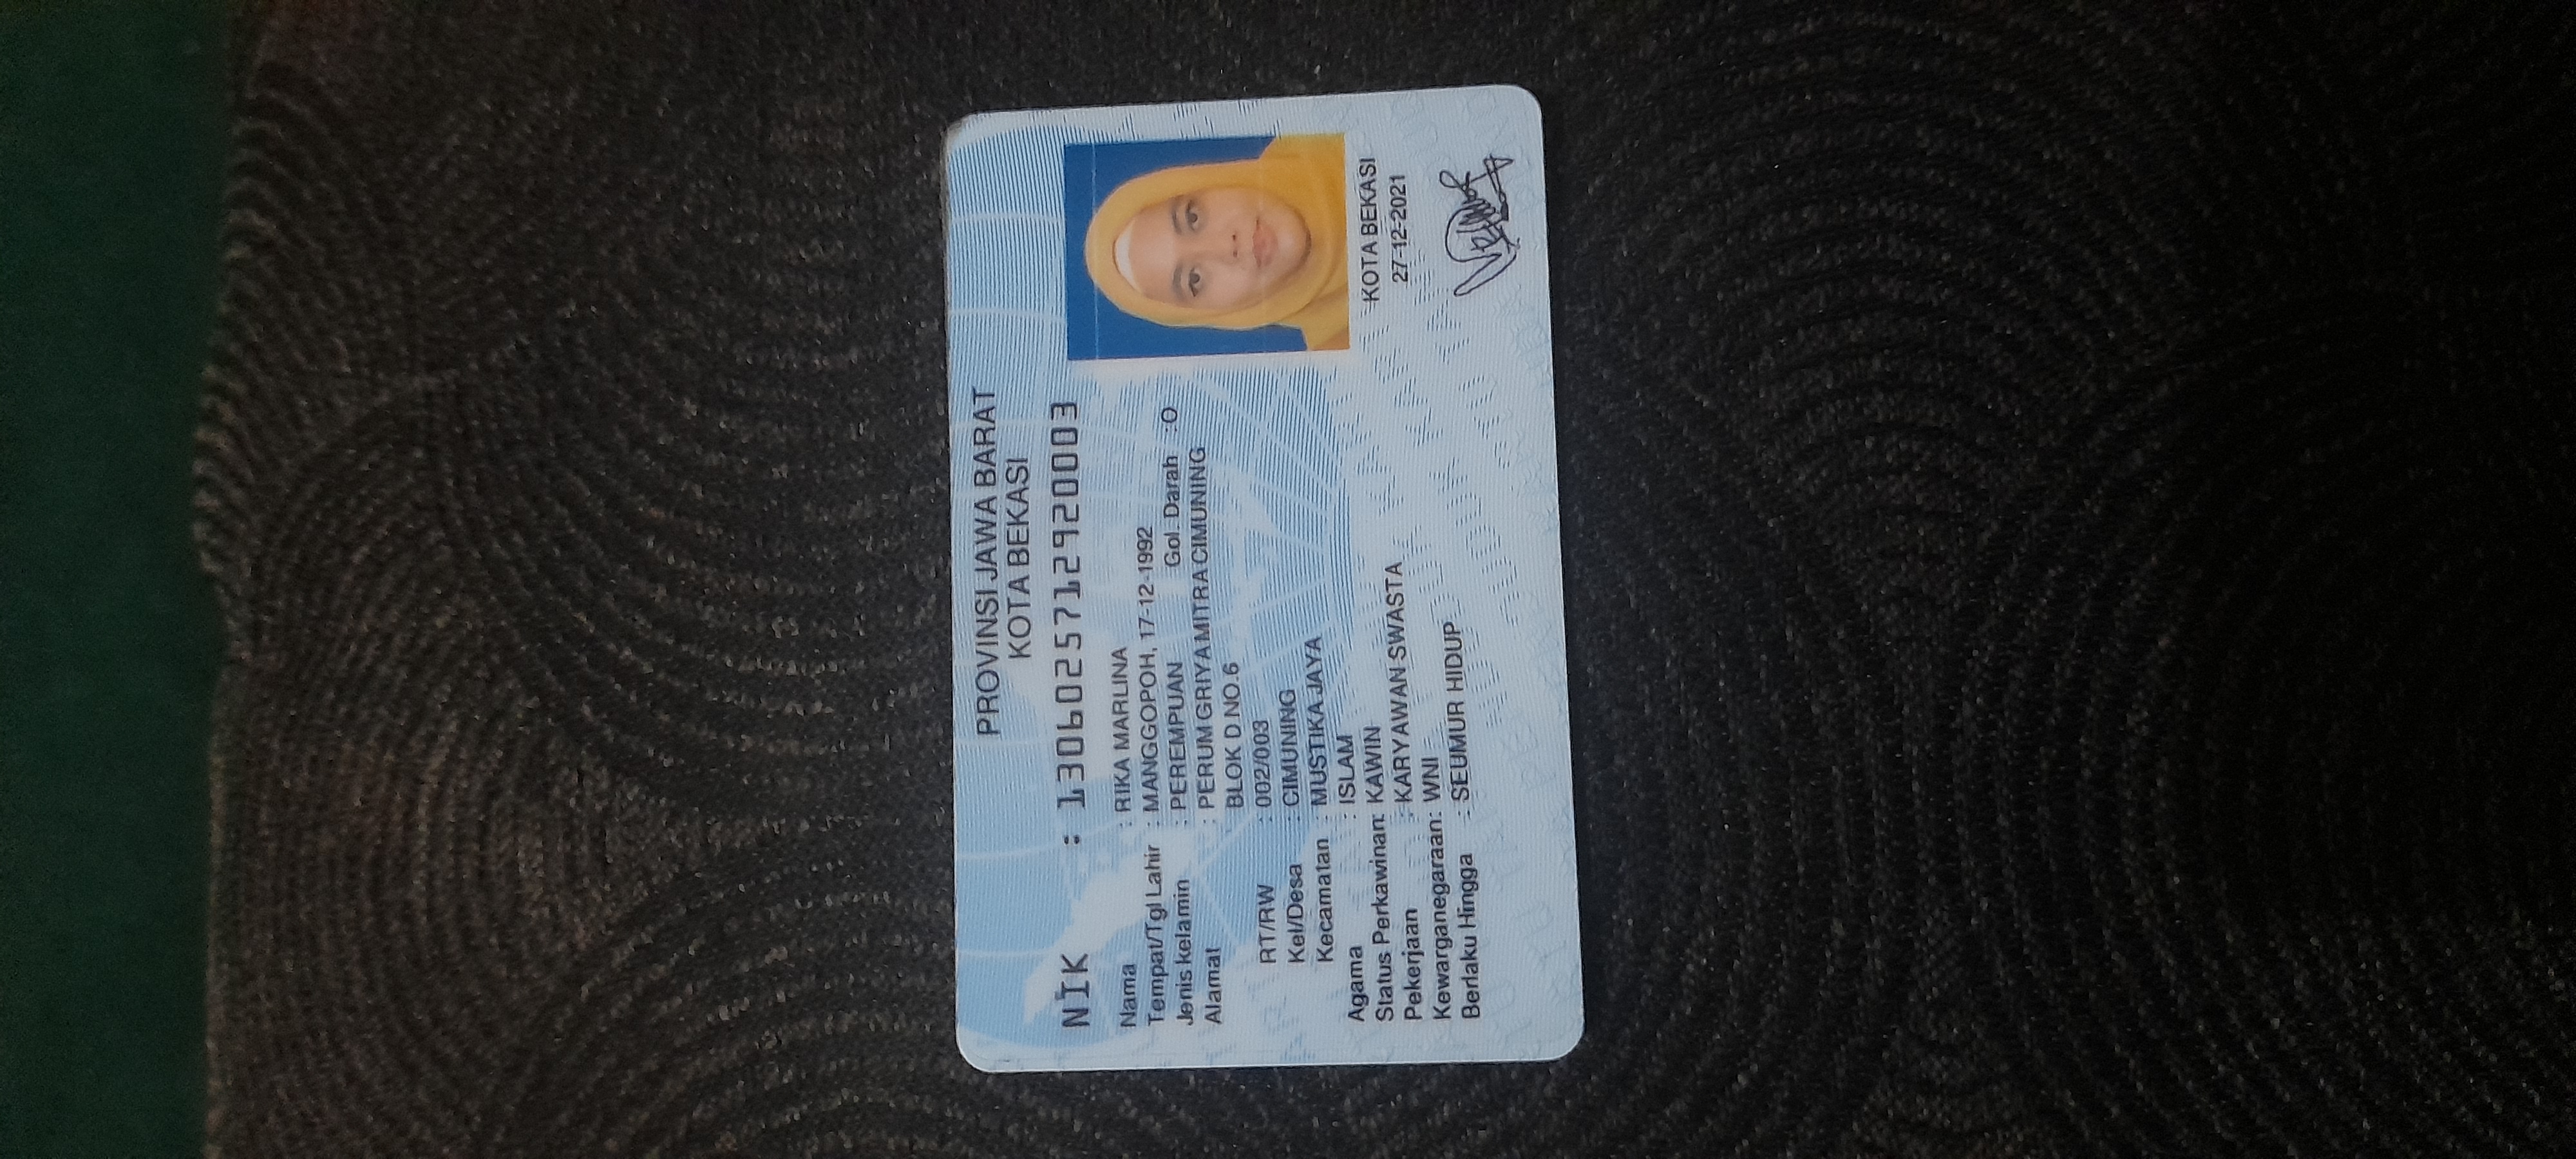 PROVINSI JAWA BARAT
KOTA BEKASI
NIK : 1306025712920003
Nama : RIKA MARLINA
Tempat/Tgl Lahir : MANGGOPOH, 17-12-1992
Jenis kelamin : PEREMPUAN Gol. Darah :O
Alamat : PERUM GRIYA MITRA CIMUNING
BLOK D NO.6
RT/RW : 002/003
Kel/Desa : CIMUNING
Kecamatan : MUSTIKA JAYA
Agama : ISLAM
Status Perkawinan: KAWIN
Pekerjaan : KARYAWAN SWASTA
Kewarganegaraan: WNI
Berlaku Hingga : SEUMUR HIDUP
KOTA BEKASI
27-12-2021